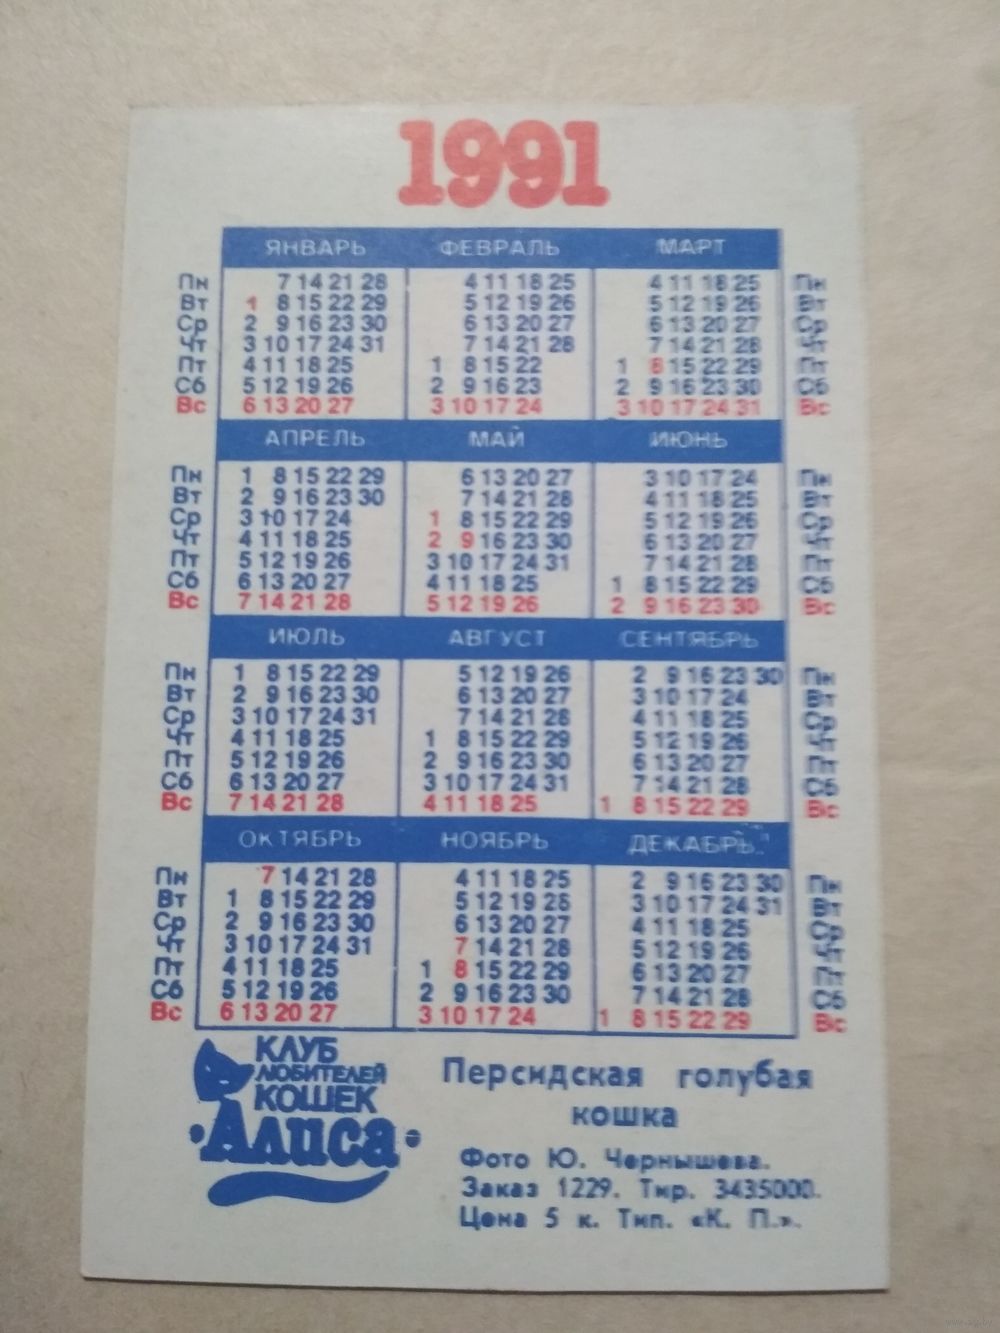 1991
ЯНВАРЬ ФЕВРАЛЬ МАРТ
Пн 7 14 21 28 4 11 18 25 4 11 18 25 Пн
Вт 1 8 15 22 29 5 12 19 26 5 12 19 26 Вт
Ср 2 9 16 23 30 6 13 20 27 6 13 20 27 Ср
Чт 3 10 17 24 31 7 14 21 28 7 14 21 28 Чт
Пт 4 11 18 25 1 8 15 22 1 8 15 22 29 Пт
Сб 5 12 19 26 2 9 16 23 2 9 16 23 30 Сб
Вс 6 13 20 27 3 10 17 24 3 10 17 24 31 Вс
АПРЕЛЬ МАЙ ИЮНЬ
Пн 1 8 15 22 29 6 13 20 27 3 10 17 24 Пн
Вт 2 9 16 23 30 7 14 21 28 4 11 18 25 Вт
Ср 3 10 17 24 1 8 15 22 29 5 12 19 26 Ср
Чт 4 11 18 25 2 9 16 23 30 6 13 20 27 Чт
Пт 5 12 19 26 3 10 17 24 31 7 14 21 28 Пт
Сб 6 13 20 27 4 11 18 25 1 8 15 22 29 Сб
Вс 7 14 21 28 5 12 19 26 2 9 16 23 30 Вс
ИЮЛЬ АВГУСТ СЕНТЯБРЬ
Пн 1 8 15 22 29 5 12 19 26 2 9 16 23 30 Пн
Вт 2 9 16 23 30 6 13 20 27 3 10 17 24 Вт
Ср 3 10 17 24 31 7 14 21 28 4 11 18 25 Ср
Чт 4 11 18 25 1 8 15 22 29 5 12 19 26 Чт
Пт 5 12 19 26 2 9 16 23 30 6 13 20 27 Пт
Сб 6 13 20 27 3 10 17 24 31 7 14 21 28 Сб
Вс 7 14 21 28 4 11 18 25 1 8 15 22 29 Вс
ОКТЯБРЬ НОЯБРЬ ДЕКАБРЬ
Пн 7 14 21 28 4 11 18 25 2 9 16 23 30 Пн
Вт 1 8 15 22 29 5 12 19 26 3 10 17 24 31 Вт
Ср 2 9 16 23 30 6 13 20 27 4 11 18 25 Ср
Чт 3 10 17 24 31 7 14 21 28 5 12 19 26 Чт
Пт 4 11 18 25 1 8 15 22 29 6 13 20 27 Пт
Сб 5 12 19 26 2 9 16 23 30 7 14 21 28 Сб
Вс 6 13 20 27 3 10 17 24 1 8 15 22 29 Вс
КЛУБ
ЛЮБИТЕЛЕЙ
КОШЕК
Алиса
Персидская голубая
кошка
Фото Ю. Чернышева.
Заказ 1229. Тир. 3435000.
Цена 5 к. Тип. «К. П.».